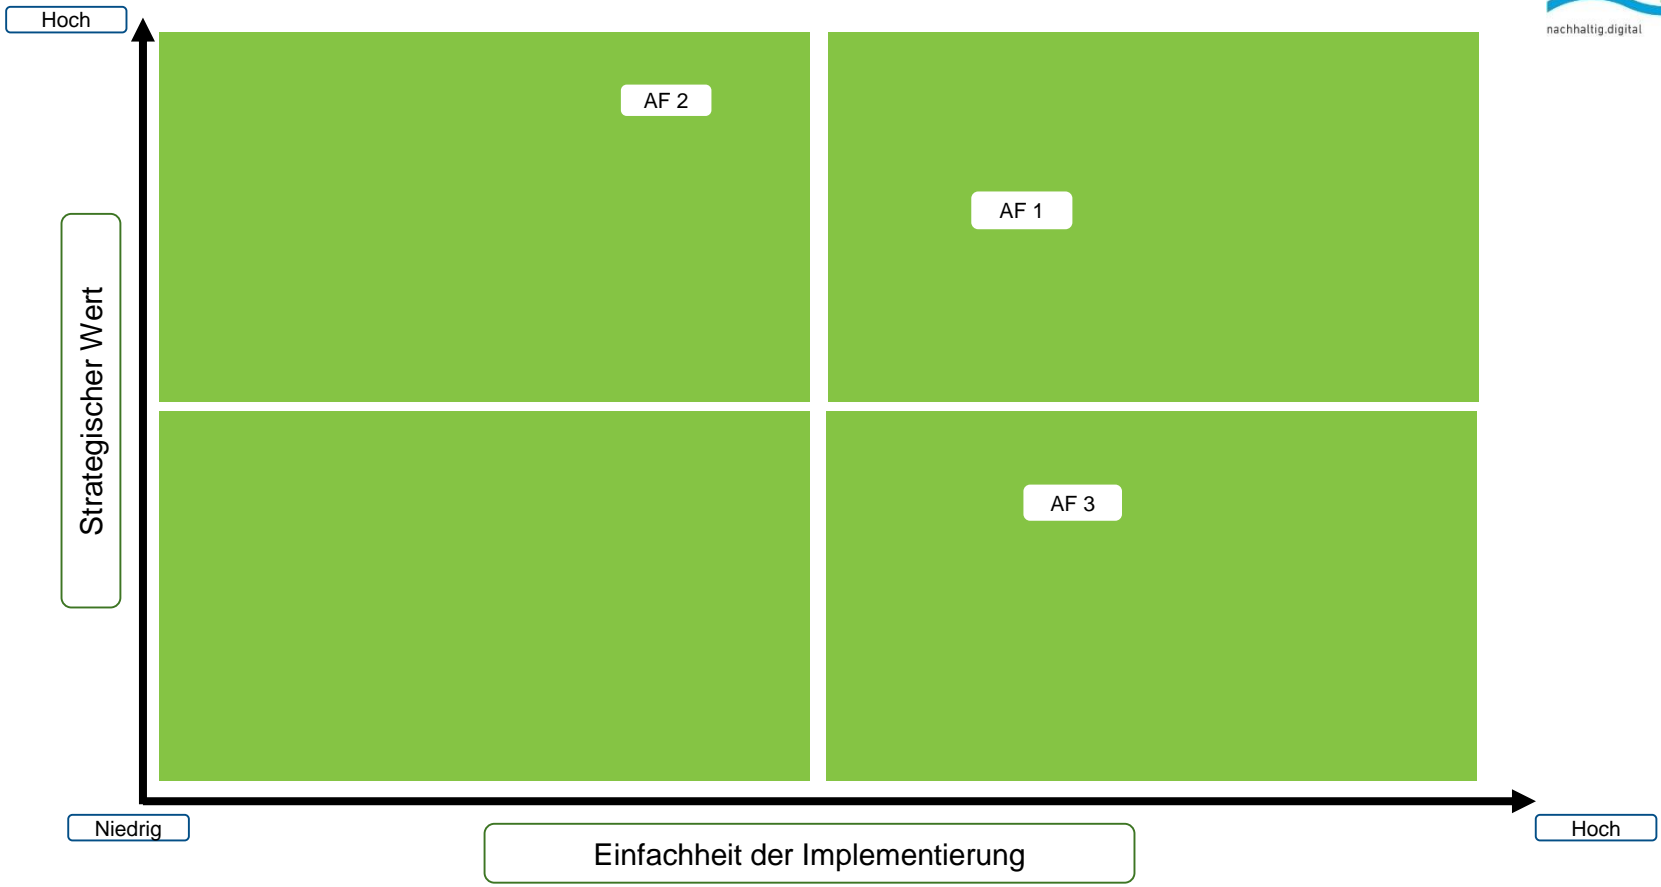 Hoch
nachhaltig.digital
AF 2
AF 1
Strategischer Wert
AF 3
Niedrig
Einfachheit der Implementierung
Hoch